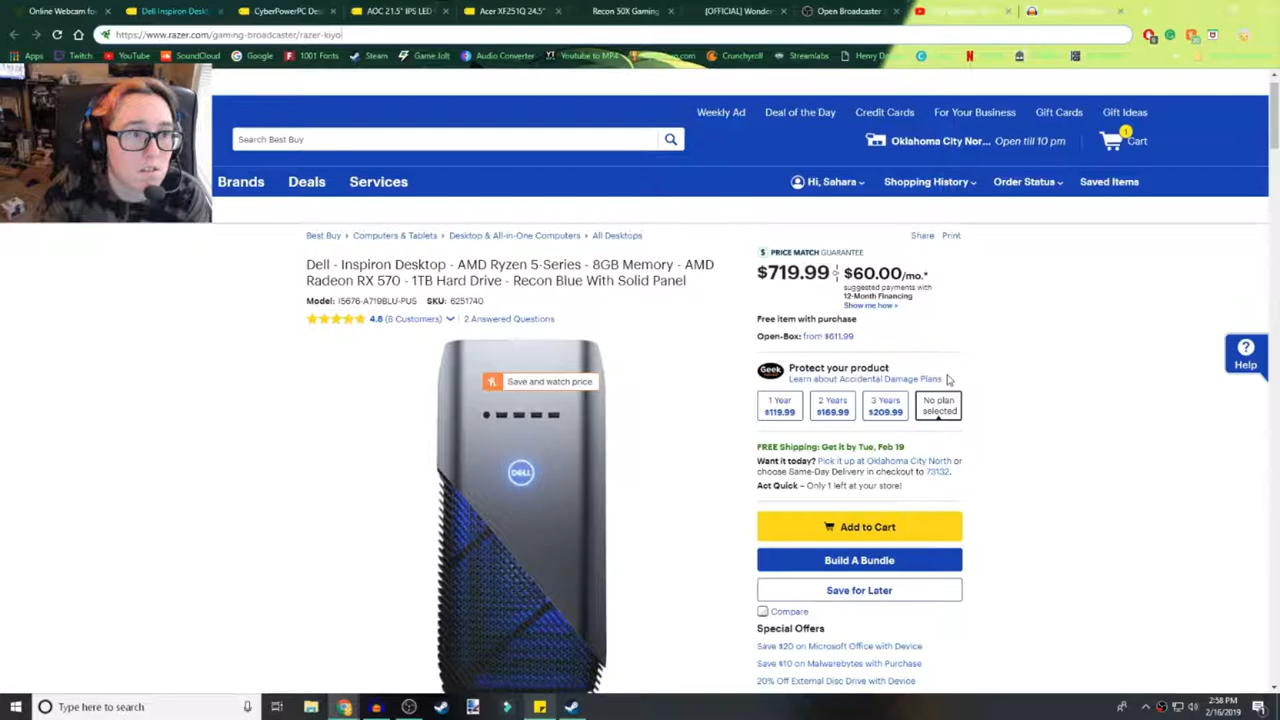 Online Webcam fo
Dell Inspiron Deskt
CyberPowerPC Des
AOC 21.5" IPS LED
Acer XF251Q 24.5"
Recon 50X Gaming
[OFFICIAL] Wonder
Open Broadcaster
https://www.razer.com/gaming-broadcaster/razer-kiyo
Apps
Twitch
YouTube
SoundCloud
Google
1001 Fonts
Steam
Game Jolt
Audio Converter
Youtube to MP4
Crunchyroll
Streamlabs
Weekly Ad
Deal of the Day
Credit Cards
For Your Business
Gift Cards
Gift Ideas
Search Best Buy
Oklahoma City Nor... Open till 10 pm
1
Cart
Brands
Deals
Services
Hi, Sahara
Shopping History
Order Status
Saved Items
Best Buy
Computers & Tablets
Desktop & All-in-One Computers
All Desktops
Share
Print
Dell - Inspiron Desktop - AMD Ryzen 5-Series - 8GB Memory - AMD
Radeon RX 570 - 1TB Hard Drive - Recon Blue With Solid Panel
Model: I5676-A719BLU-PUS SKU: 6251740
4.8
2 Answered Questions
PRICE MATCH GUARANTEE
$719.99
$60.00/mo.*
suggested payments with
12-Month Financing
Show me how >
Free item with purchase
Open-Box: from $611.99
Geek
Protect your product
Learn about Accidental Damage Plans
1 Year
$119.99
2 Years
$169.99
3 Years
$209.99
No plan
selected
FREE Shipping: Get it by Tue, Feb 19
Want it today? Pick it up at Oklahoma City North or
choose Same-Day Delivery in checkout to 73132.
Act Quick – Only 1 left at your store!
Add to Cart
Build A Bundle
Save for Later
Compare
Special Offers
Save $20 on Microsoft Office with Device
Save $10 on Malwarebytes with Purchase
20% Off External Disc Drive with Device
Save and watch price
DELL
?
Help
Type here to search
2:58 PM
2/16/2019